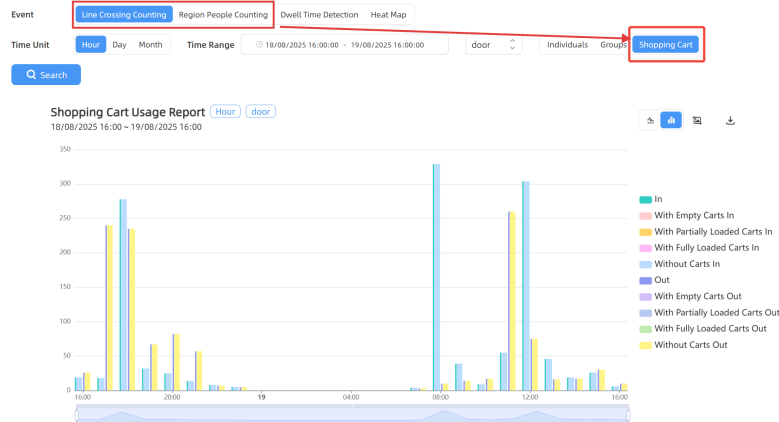 Event Line Crossing Counting Region People Counting Dwell Time Detection Heat Map
Time Unit Hour Day Month Time Range 18/08/2025 16:00:00 - 19/08/2025 16:00:00 door Individuals Groups Shopping Cart
Search
Shopping Cart Usage Report Hour door
18/08/2025 16:00 ~ 19/08/2025 16:00
350
300
250
200
150
100
50
0
16:00 20:00 19 04:00 08:00 12:00 16:00
In
With Empty Carts In
With Partially Loaded Carts In
With Fully Loaded Carts In
Without Carts In
Out
With Empty Carts Out
With Partially Loaded Carts Out
With Fully Loaded Carts Out
Without Carts Out